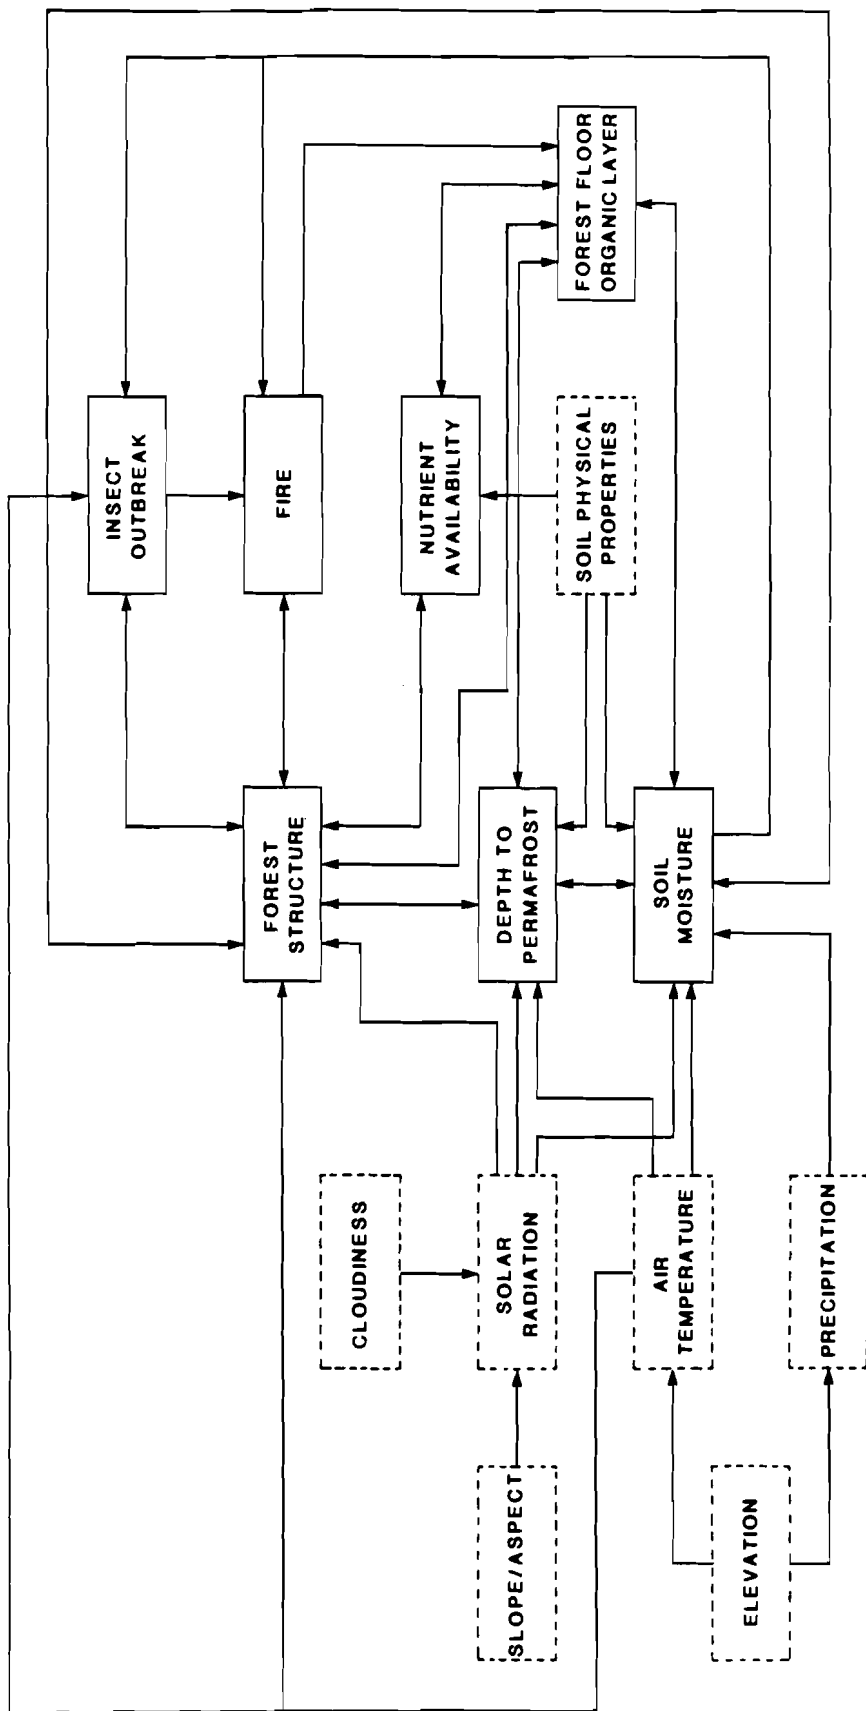 INSECT
OUTBREAK
FIRE
NUTRIENT
AVAILABILITY
SOIL PHYSICAL
PROPERTIES
FOREST FLOOR
ORGANIC LAYER
FOREST
STRUCTURE
DEPTH TO
PERMAFROST
SOIL
MOISTURE
CLOUDINESS
SOLAR
RADIATION
AIR
TEMPERATURE
PRECIPITATION
SLOPE/ASPECT
ELEVATION